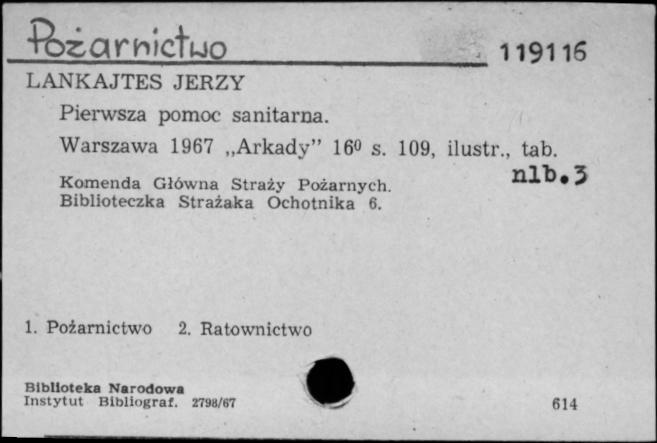 Pożarnictwo 119116
LANKAJTES JERZY
Pierwsza pomoc sanitarna.
Warszawa 1967 „Arkady” 16⁰ s. 109, ilustr., tab.
nlb.3
Komenda Główna Straży Pożarnych.
Biblioteczka Strażaka Ochotnika 6.
1. Pożarnictwo 2. Ratownictwo
Biblioteka Narodowa
Instytut Bibliograf. 2798/67 614